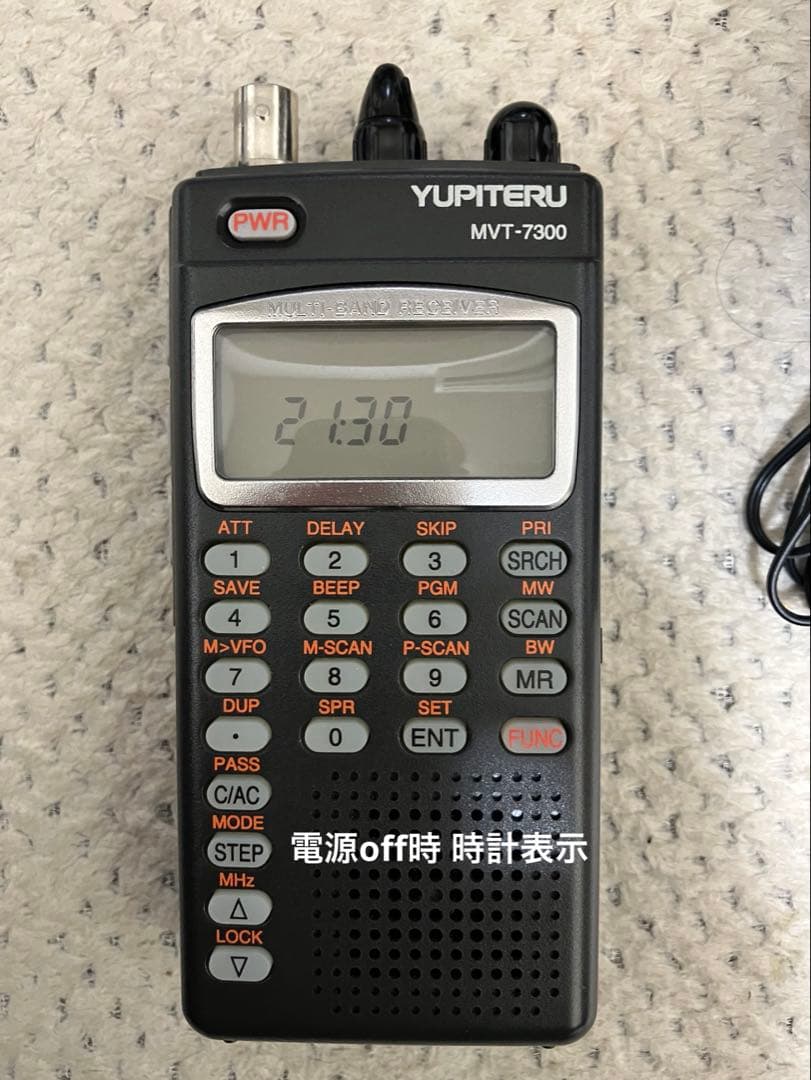 YUPITERU
PWR
MVT-7300
MULTI-BAND RECEIVER
21:30
ATT DELAY SKIP PRI
1 2 3 SRCH
SAVE BEEP PGM MW
4 5 6 SCAN
M>VFO M-SCAN P-SCAN BW
7 8 9 MR
DUP SPR SET
· 0 ENT FUNC
PASS
C/AC
MODE
STEP
電源off時 時計表示
MHz
△
LOCK
▽